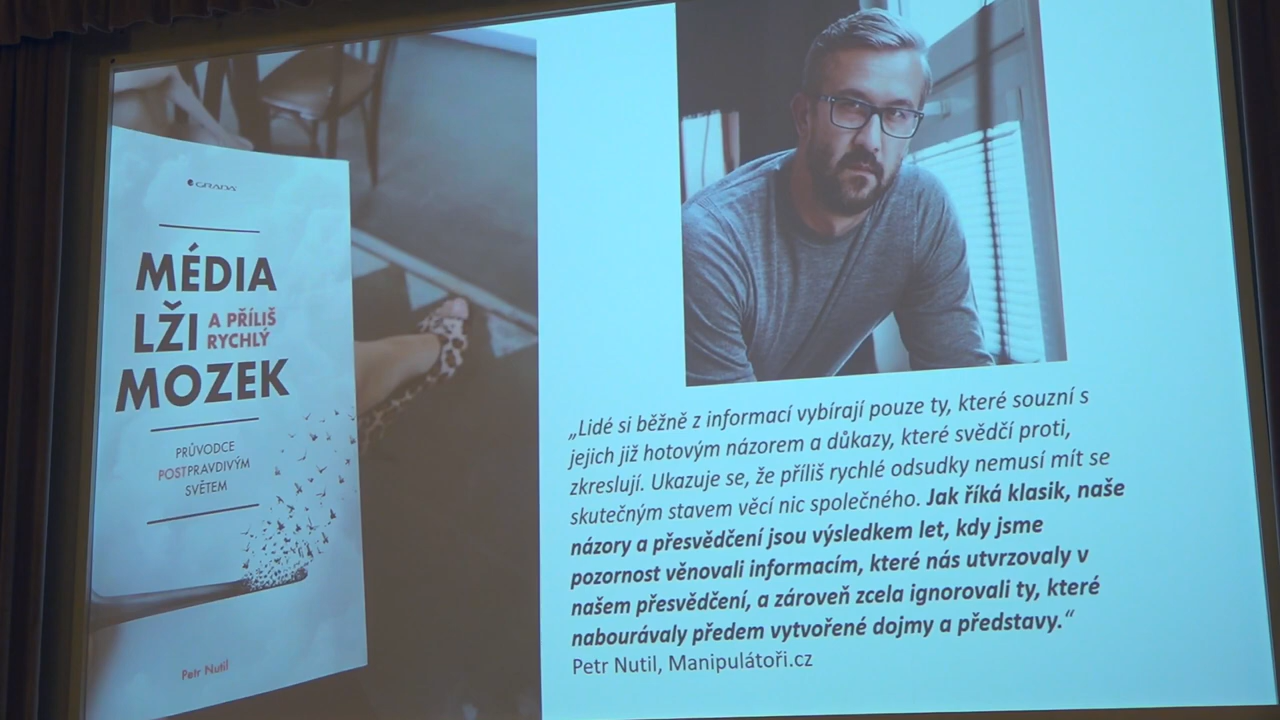 GRADA
MÉDIA
LŽI A PŘÍLIŠ
RYCHLÝ
MOZEK
PRŮVODCE
POSTPRAVDIVÝM
SVĚTEM
Petr Nutil
„Lidé si běžně z informací vybírají pouze ty, které souzní s
jejich již hotovým názorem a důkazy, které svědčí proti,
zkreslují. Ukazuje se, že příliš rychlé odsudky nemusí mít se
skutečným stavem věcí nic společného. Jak říká klasik, naše
názory a přesvědčení jsou výsledkem let, kdy jsme
pozornost věnovali informacím, které nás utvrzovaly v
našem přesvědčení, a zároveň zcela ignorovali ty, které
nabourávaly předem vytvořené dojmy a představy.“
Petr Nutil, Manipulátoři.cz